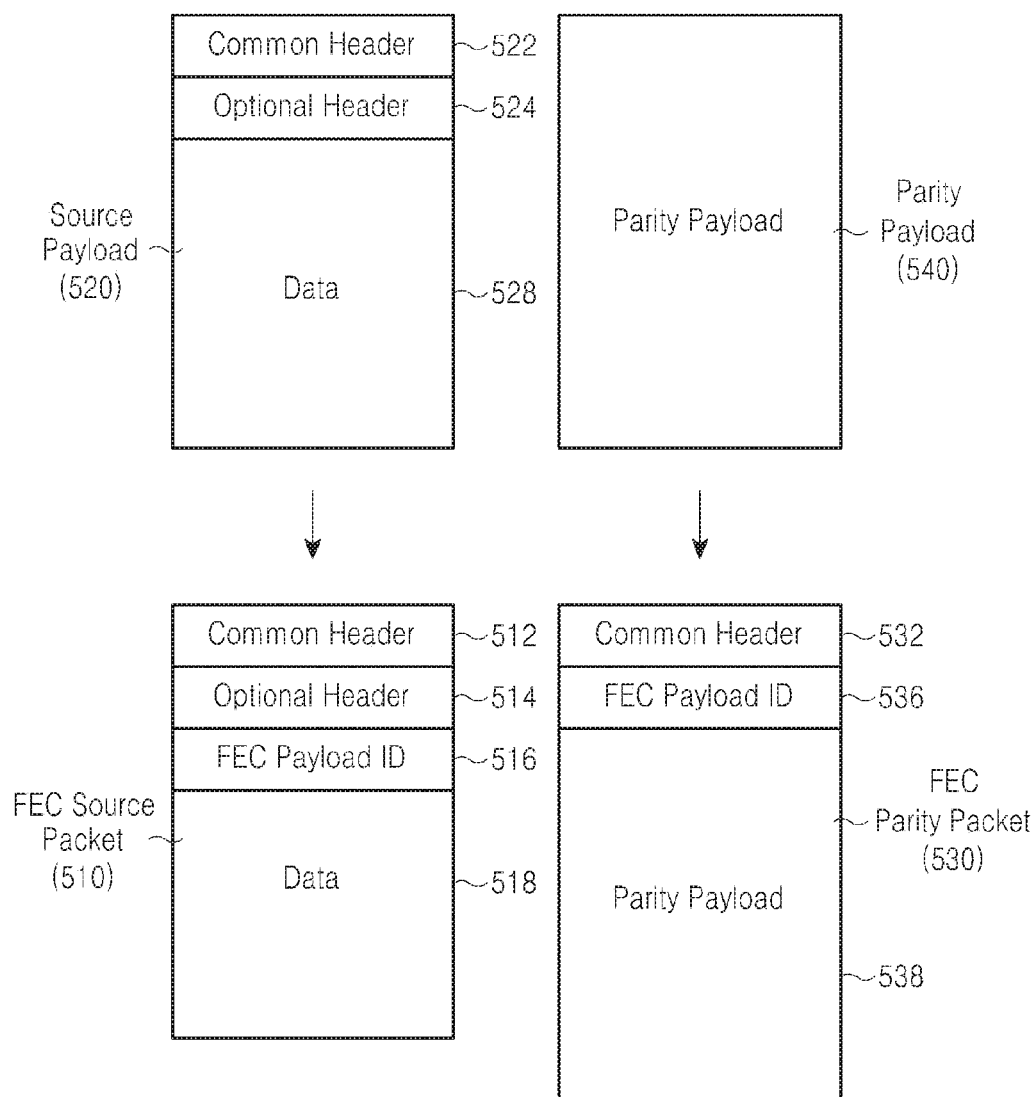 Common Header
522
Optional Header
524
Source
Payload
(520)
Data
528
Parity Payload
Parity
Payload
(540)
Common Header
512
Optional Header
514
FEC Payload ID
516
FEC Source
Packet
(510)
Data
518
Common Header
532
FEC Payload ID
536
FEC
Parity Packet
(530)
Parity Payload
538